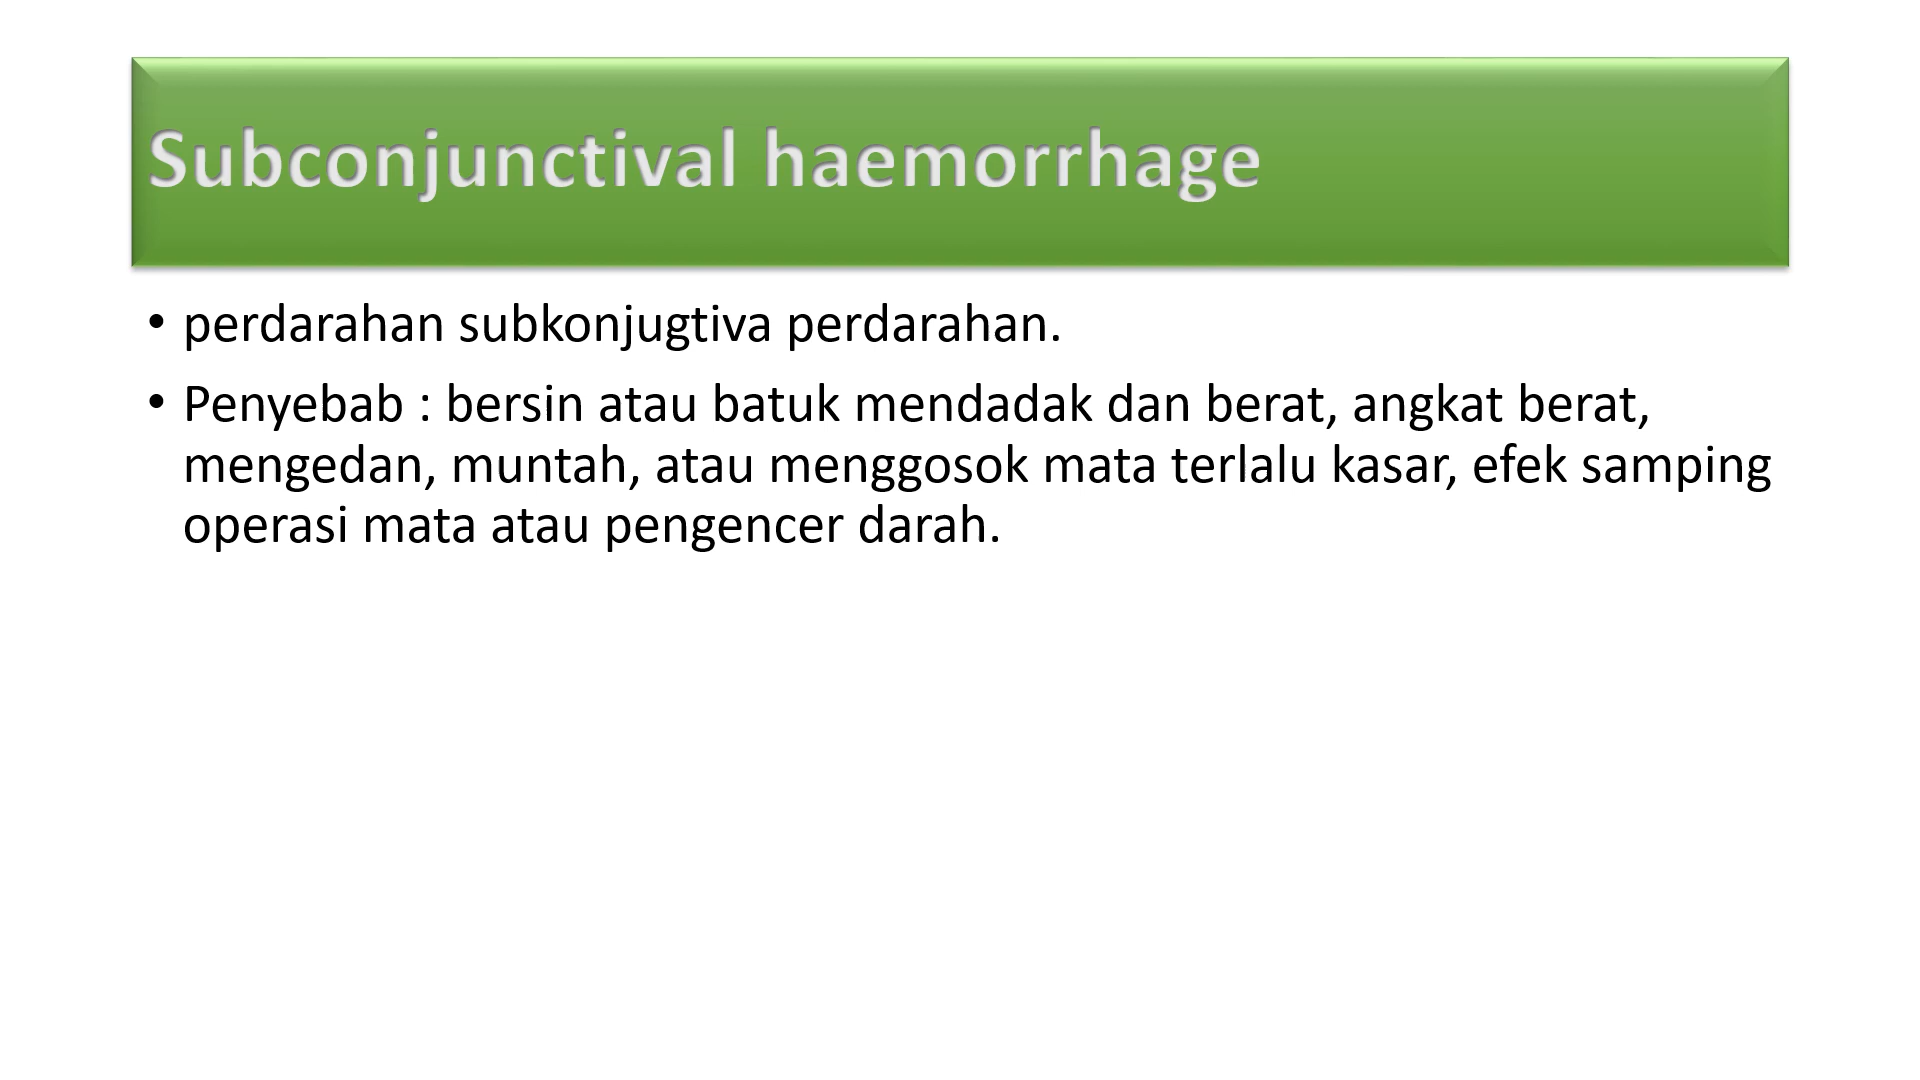 Subconjunctival haemorrhage
• perdarahan subkonjugtiva perdarahan.
• Penyebab : bersin atau batuk mendadak dan berat, angkat berat,
mengedan, muntah, atau menggosok mata terlalu kasar, efek samping
operasi mata atau pengencer darah.